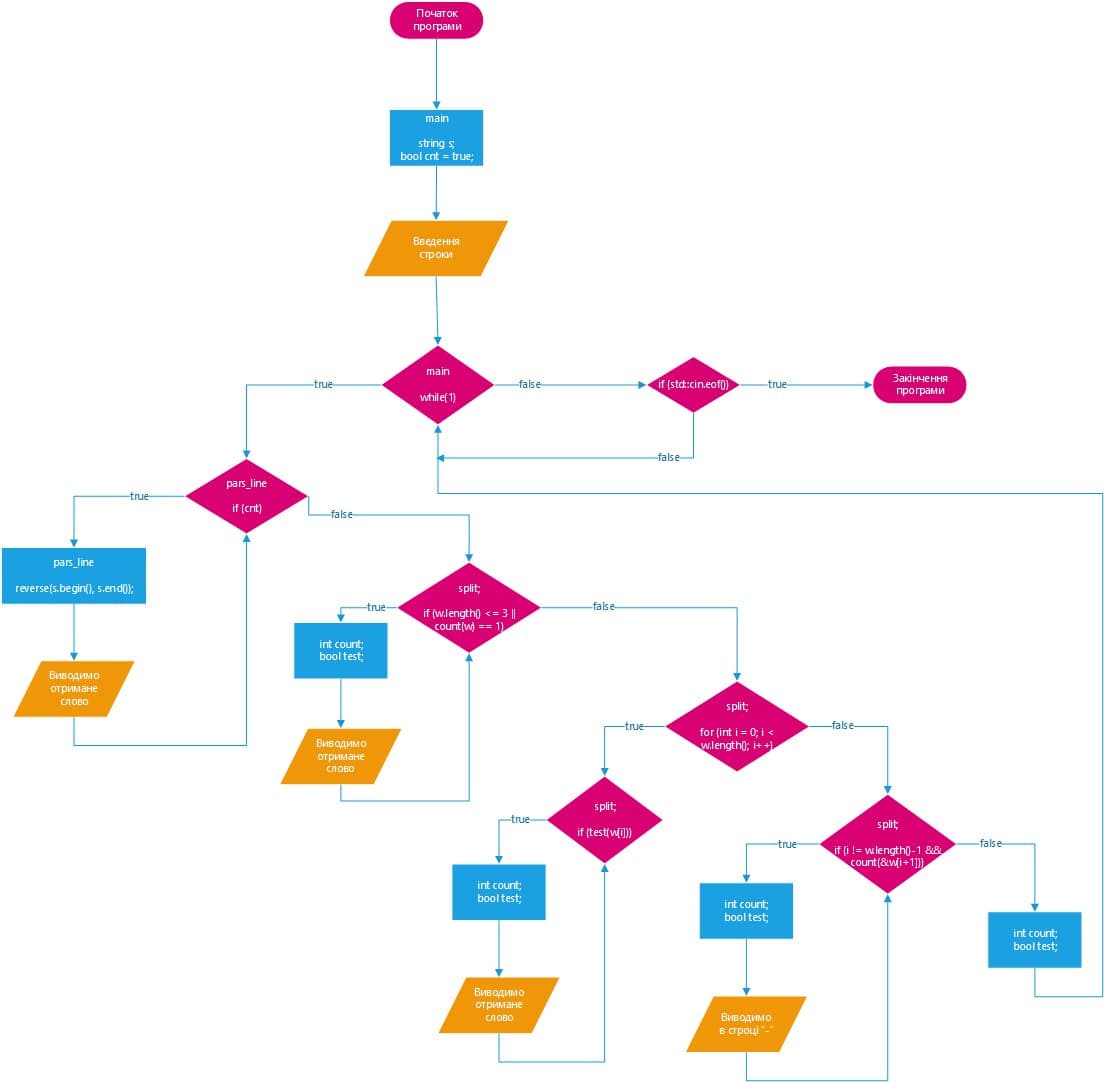 Початок
програми
main
string s;
bool cnt = true;
Введення
строки
main
while(1)
true
false
if (std::cin.eof())
true
Закінчення
програми
false
pars_line
if (cnt)
true
false
pars_line
reverse(s.begin(), s.end());
Виводимо
отримане
слово
split;
if (w.length() <= 3 ||
count(w) == 1)
true
false
int count;
bool test;
Виводимо
отримане
слово
split;
for (int i = 0; i <
w.length(); i++)
true
false
split;
if (test(w[i]))
true
int count;
bool test;
Виводимо
отримане
слово
split;
if (i != w.length()-1 &&
count(&w[i+1]))
true
false
int count;
bool test;
Виводимо
в строці ˝-˝
int count;
bool test;